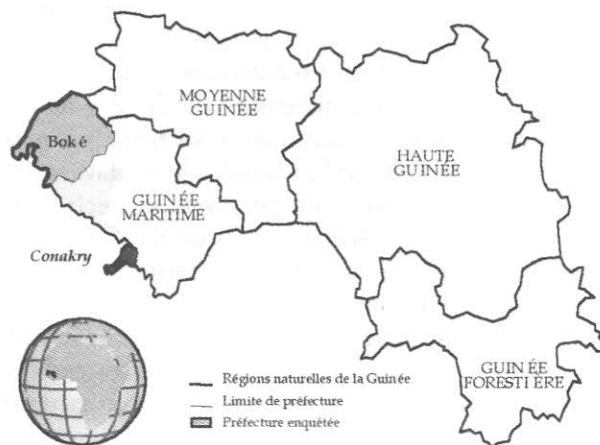 MOYENNE
GUINÉE
Boké
HAUTE
GUINÉE
GUINÉE
MARITIME
Conakry
GUINÉE
FORESTIÈRE
Régions naturelles de la Guinée
Limite de préfecture
Préfecture enquêtée